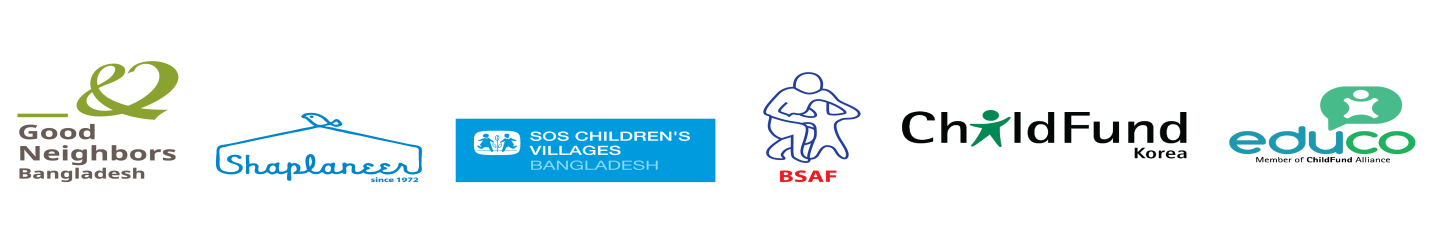 Good
Neighbors
Bangladesh
Shaplaneer
since 1972
SOS CHILDREN'S
VILLAGES
BANGLADESH
BSAF
ChildFund
Korea
educo
Member of ChildFund Alliance